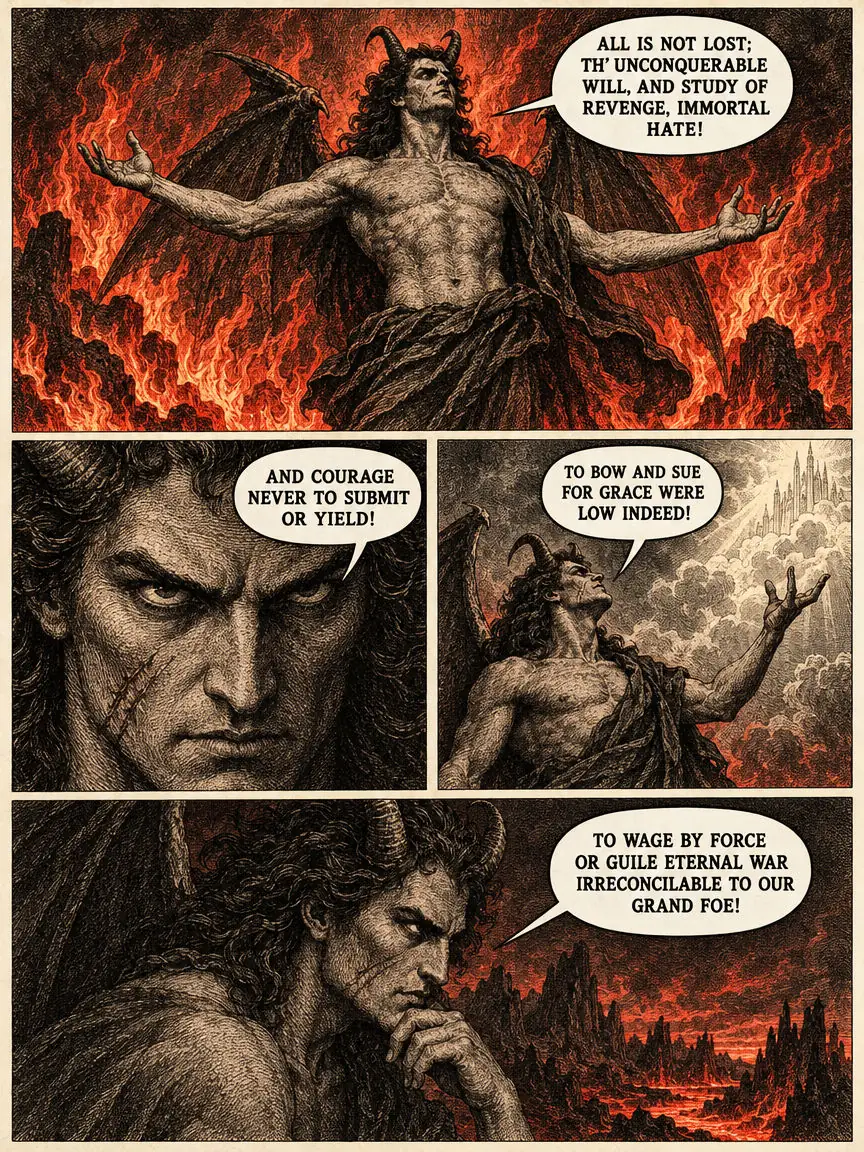 ALL IS NOT LOST;
TH' UNCONQUERABLE
WILL, AND STUDY OF
REVENGE, IMMORTAL
HATE!
AND COURAGE
NEVER TO SUBMIT
OR YIELD!
TO BOW AND SUE
FOR GRACE WERE
LOW INDEED!
TO WAGE BY FORCE
OR GUILE ETERNAL WAR
IRRECONCILABLE TO OUR
GRAND FOE!